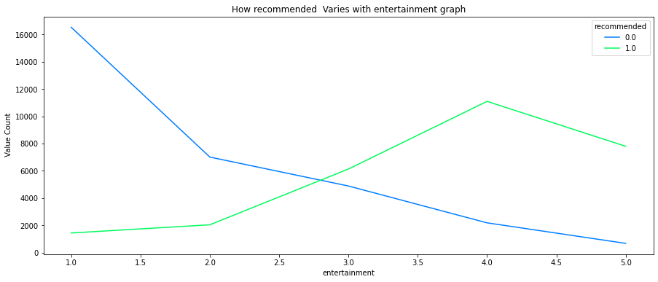 How recommended  Varies with entertainment graph
recommended
0.0
1.0
Value Count
16000
14000
12000
10000
8000
6000
4000
2000
0
1.0 1.5 2.0 2.5 3.0 3.5 4.0 4.5 5.0
entertainment